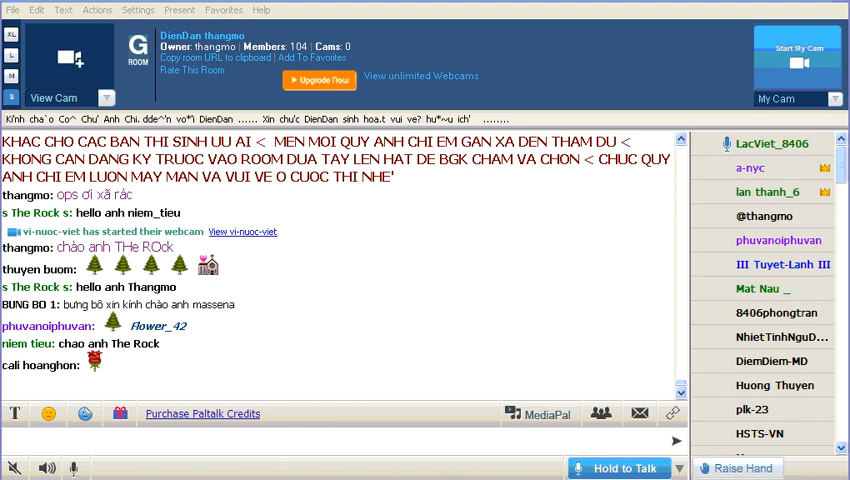 File Edit Text Actions Settings Present Favorites Help
XL
L
M
S
View Cam
G
ROOM
DienDan thangmo
Owner: thangmo | Members: 104 | Cams: 0
Copy room URL to clipboard | Add To Favorites
Rate This Room
Upgrade Now
View unlimited Webcams
Start My Cam
My Cam
Ki'nh cha`o Co^ Chu' Anh Chi. dde^'n vo*'i DienDan ...... Xin chu'c DienDan sinh hoa.t vui ve? hu*~u ich' ........
KHAC CHO CAC BAN THI SINH UU AI < MEN MOI QUY ANH CHI EM GAN XA DEN THAM DU <
KHONG CAN DANG KY TRUOC VAO ROOM DUA TAY LEN HAT DE BGK CHAM VA CHON < CHUC QUY
ANH CHI EM LUON MAY MAN VA VUI VE O CUOC THI NHE'
thangmo: ops ơi xã rác
s The Rock s: hello anh niem_tieu
vi-nuoc-viet has started their webcam View vi-nuoc-viet
thangmo: chào anh THe ROck
thuyen buom:
s The Rock s: hello anh Thangmo
BUNG BO 1: bưng bô xin kính chào anh massena
phuvanoiphuvan: Flower_42
niem tieu: chao anh The Rock
cali hoanghon:
T
Purchase Paltalk Credits
MediaPal
Hold to Talk
LacViet_8406
a-nyc
lan thanh_6
@thangmo
phuvanoiphuvan
III Tuyet-Lanh III
Mat Nau _
8406phongtran
NhietTinhNguD...
DiemDiem-MD
Huong Thuyen
plk-23
HSTS-VN
Raise Hand